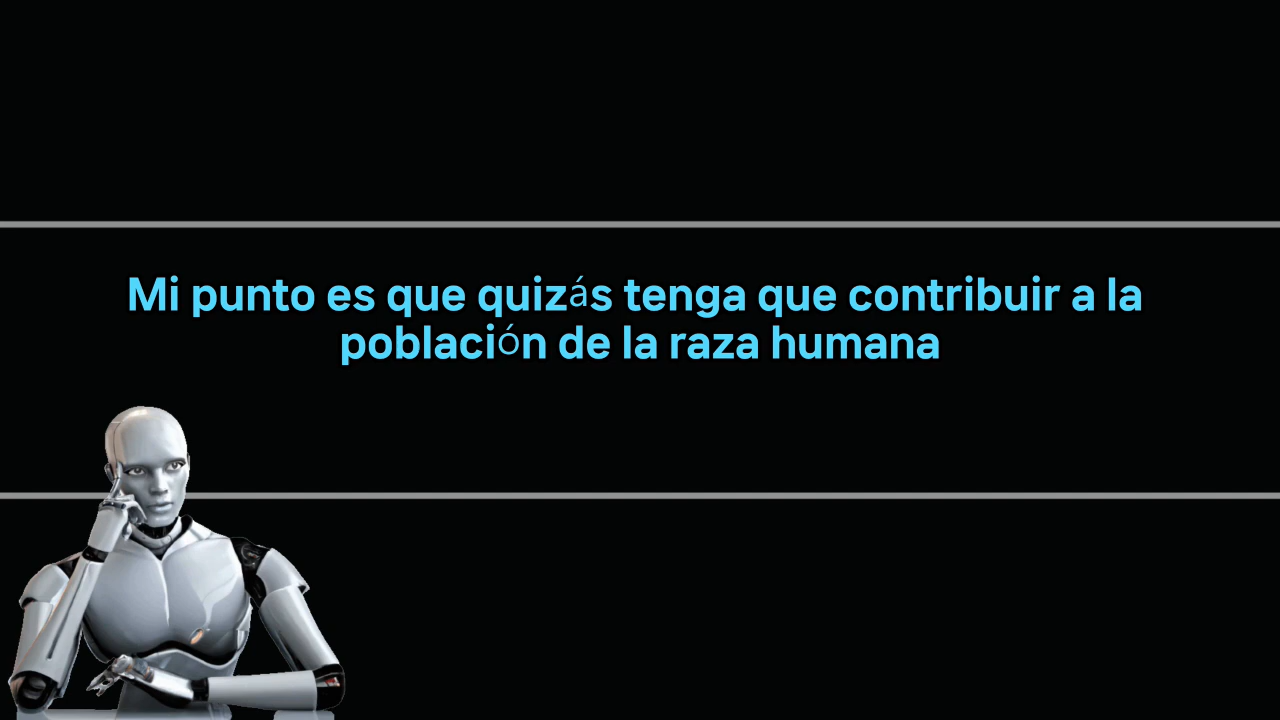 Mi punto es que quizás tenga que contribuir a la
población de la raza humana